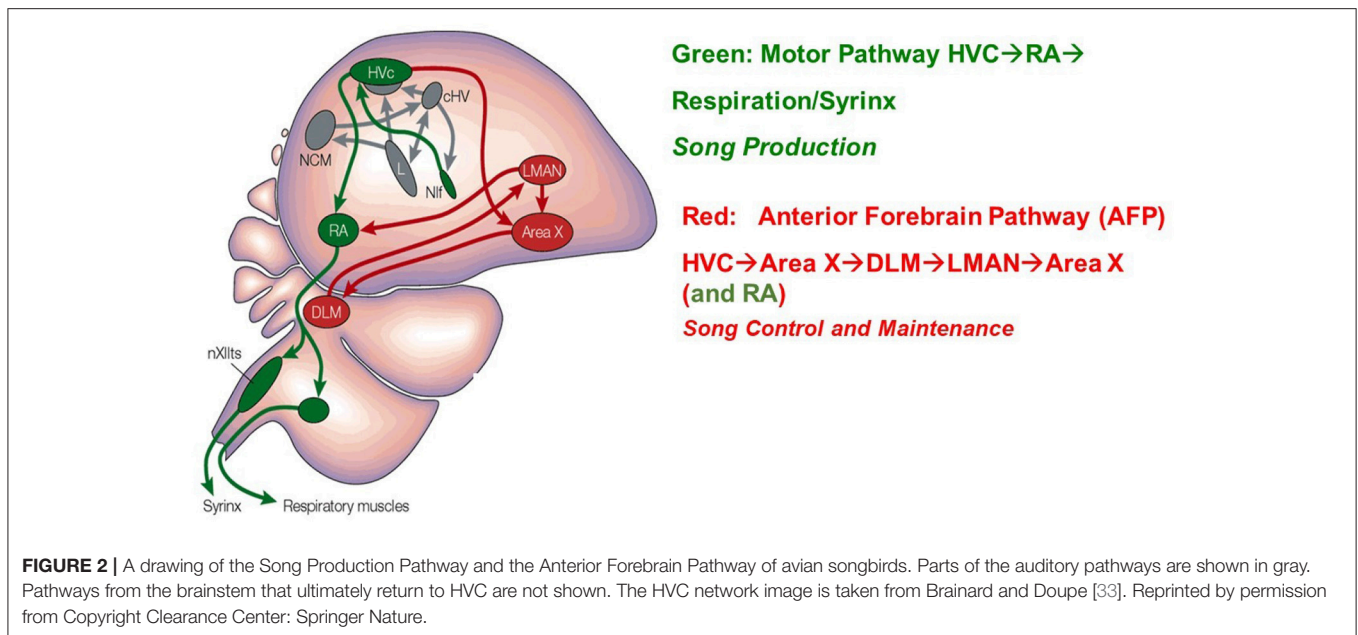 HVc
cHV
NCM
L
NIf
LMAN
RA
Area X
DLM
nXIIts
Syrinx
Respiratory muscles
Green: Motor Pathway HVC→RA→
Respiration/Syrinx
Song Production
Red: Anterior Forebrain Pathway (AFP)
HVC→Area X→DLM→LMAN→Area X
(and RA)
Song Control and Maintenance
FIGURE 2 | A drawing of the Song Production Pathway and the Anterior Forebrain Pathway of avian songbirds. Parts of the auditory pathways are shown in gray.
Pathways from the brainstem that ultimately return to HVC are not shown. The HVC network image is taken from Brainard and Doupe [33]. Reprinted by permission
from Copyright Clearance Center: Springer Nature.